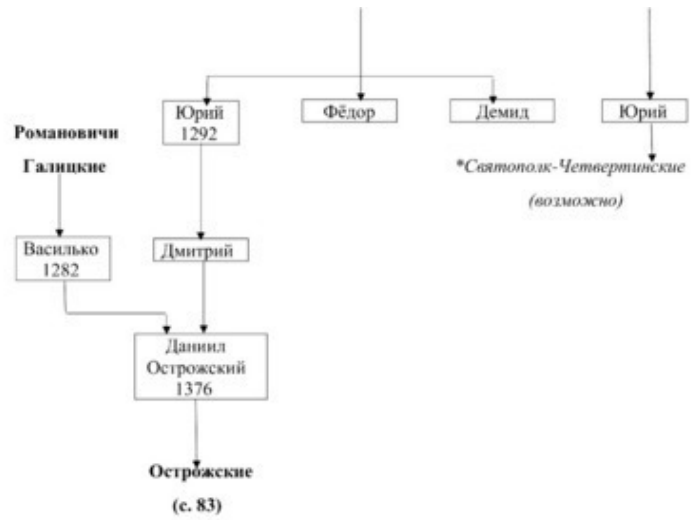 Юрий
1292
Фёдор
Демид
Юрий
Романовичи
Галицкие
*Святополк-Четвертинские
(возможно)
Василько
1282
Дмитрий
Даниил
Острожский
1376
Острожские
(с. 83)